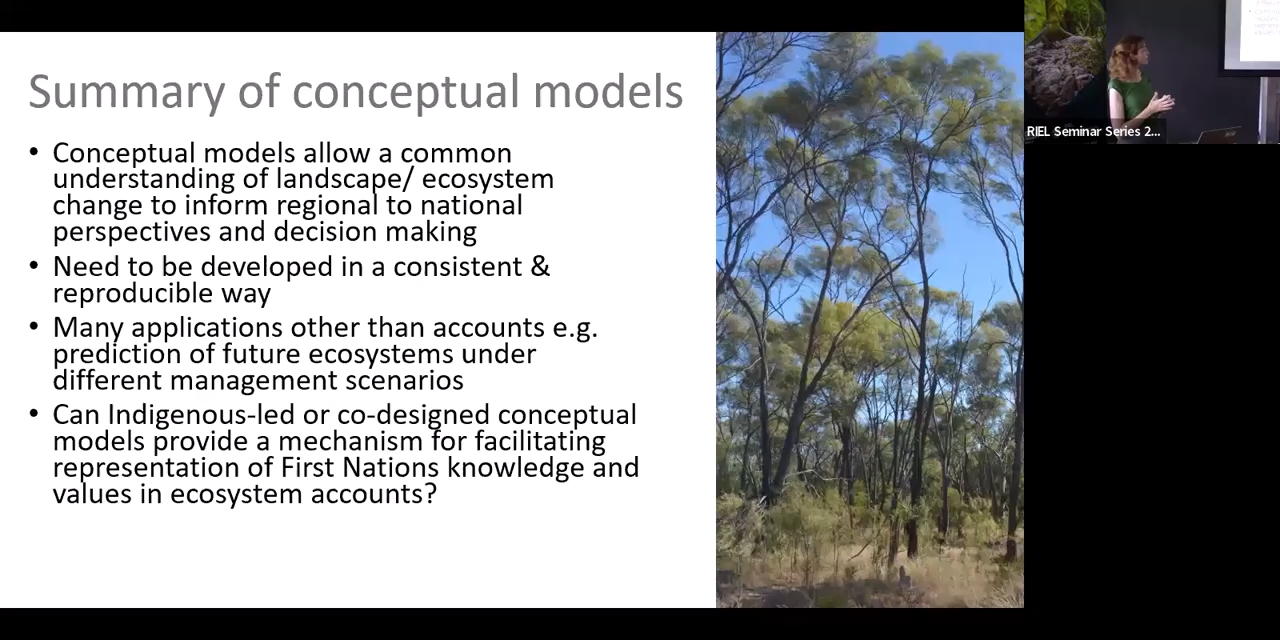 Summary of conceptual models
• Conceptual models allow a common
understanding of landscape/ ecosystem
change to inform regional to national
perspectives and decision making
• Need to be developed in a consistent &
reproducible way
• Many applications other than accounts e.g.
prediction of future ecosystems under
different management scenarios
• Can Indigenous-led or co-designed conceptual
models provide a mechanism for facilitating
representation of First Nations knowledge and
values in ecosystem accounts?
RIEL Seminar Series 2...